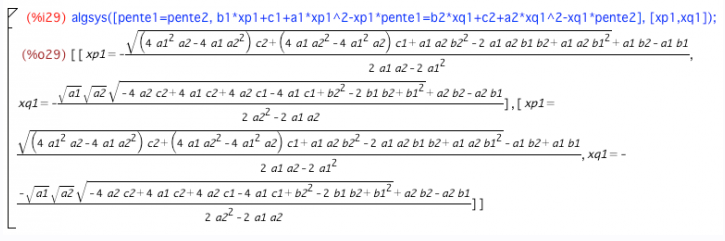 (%i29) algsys([pente1=pente2, b1*xp1+c1+a1*xp1^2-xp1*pente1=b2*xq1+c2+a2*xq1^2-xq1*pente2], [xp1,xq1]);
(%o29) [[xp1=-(√((4 a1² a2-4 a1 a2²) c2+(4 a1 a2²-4 a1² a2) c1+a1 a2 b2²-2 a1 a2 b1 b2+a1 a2 b1²)+a1 b2-a1 b1)/(2 a1 a2-2 a1²),
xq1=-(√a1 √a2 √(-4 a2 c2+4 a1 c2+4 a2 c1-4 a1 c1+b2²-2 b1 b2+b1²)+a2 b2-a2 b1)/(2 a2²-2 a1 a2)],[xp1=
(√((4 a1² a2-4 a1 a2²) c2+(4 a1 a2²-4 a1² a2) c1+a1 a2 b2²-2 a1 a2 b1 b2+a1 a2 b1²)-a1 b2+a1 b1)/(2 a1 a2-2 a1²),xq1=-
(-√a1 √a2 √(-4 a2 c2+4 a1 c2+4 a2 c1-4 a1 c1+b2²-2 b1 b2+b1²)+a2 b2-a2 b1)/(2 a2²-2 a1 a2)]]